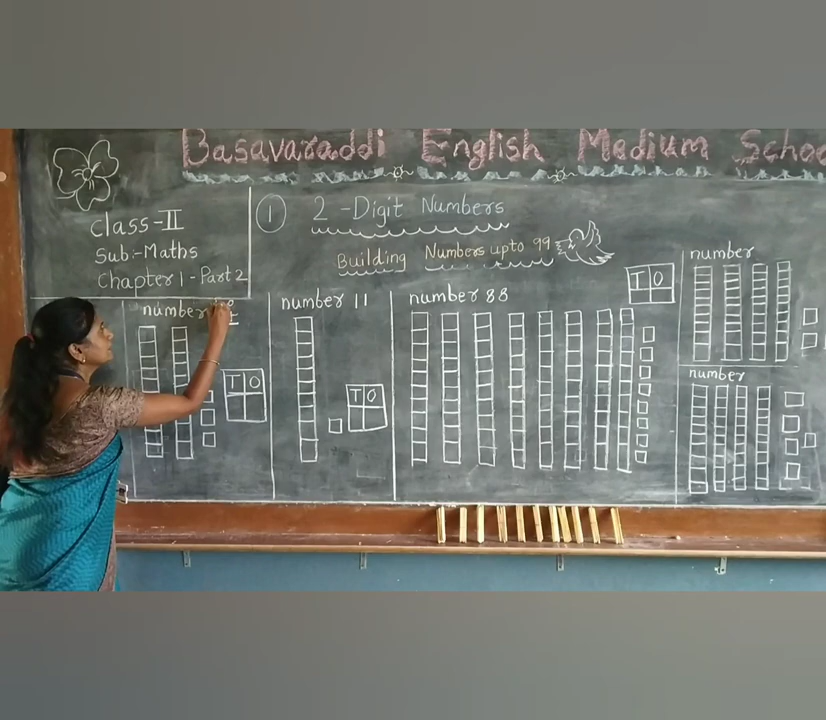 Basavaraddi English Medium Schoo
Class-II
Sub:-Maths
Chapter 1 - Part 2
1 2 -Digit Numbers
Building Numbers upto 99
number
T O
number 11
T O
number 88
T O
number
number